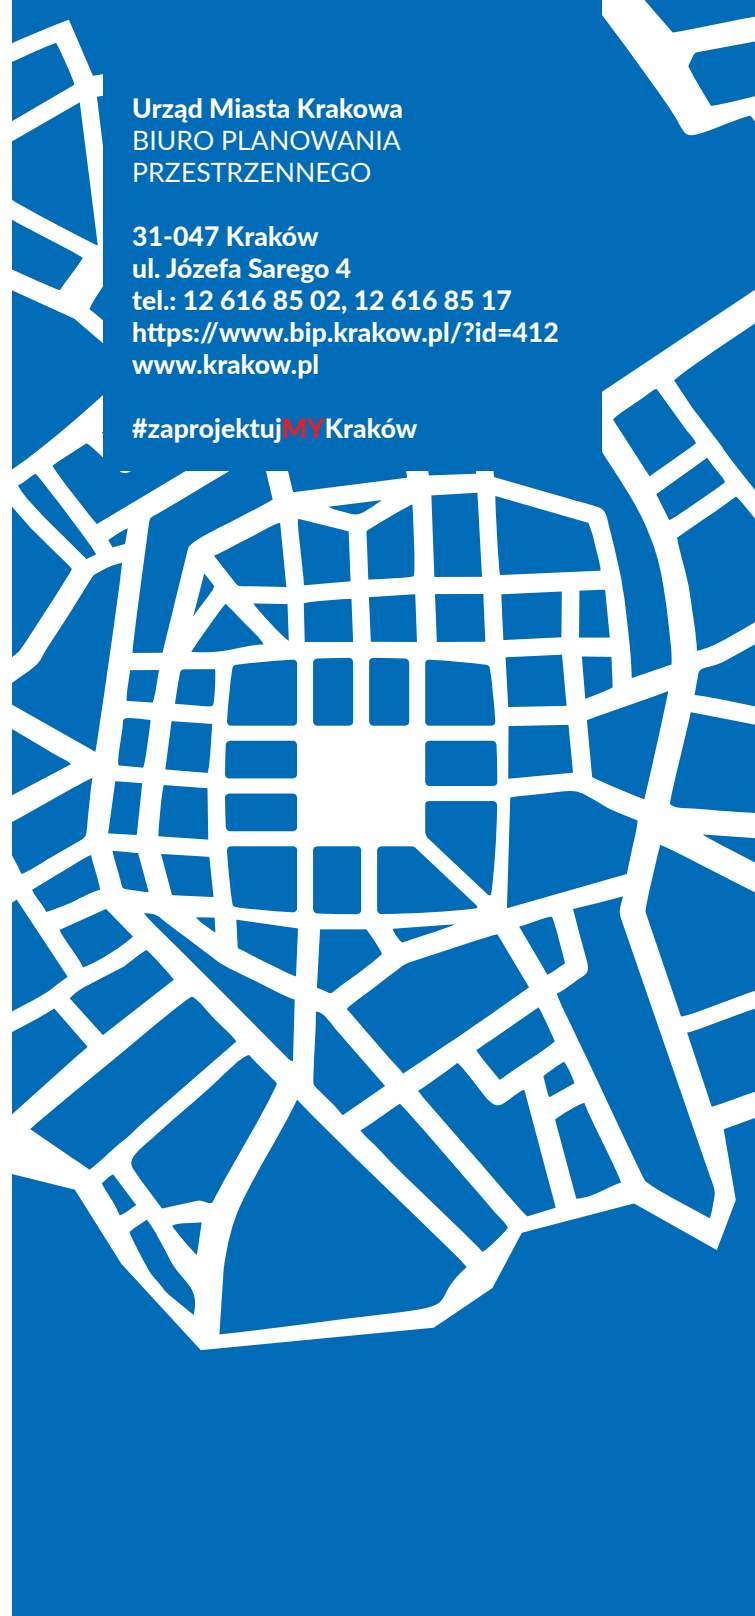 Urząd Miasta Krakowa
BIURO PLANOWANIA
PRZESTRZENNEGO
31-047 Kraków
ul. Józefa Sarego 4
tel.: 12 616 85 02, 12 616 85 17
https://www.bip.krakow.pl/?id=412
www.krakow.pl
#zaprojektujMYKraków